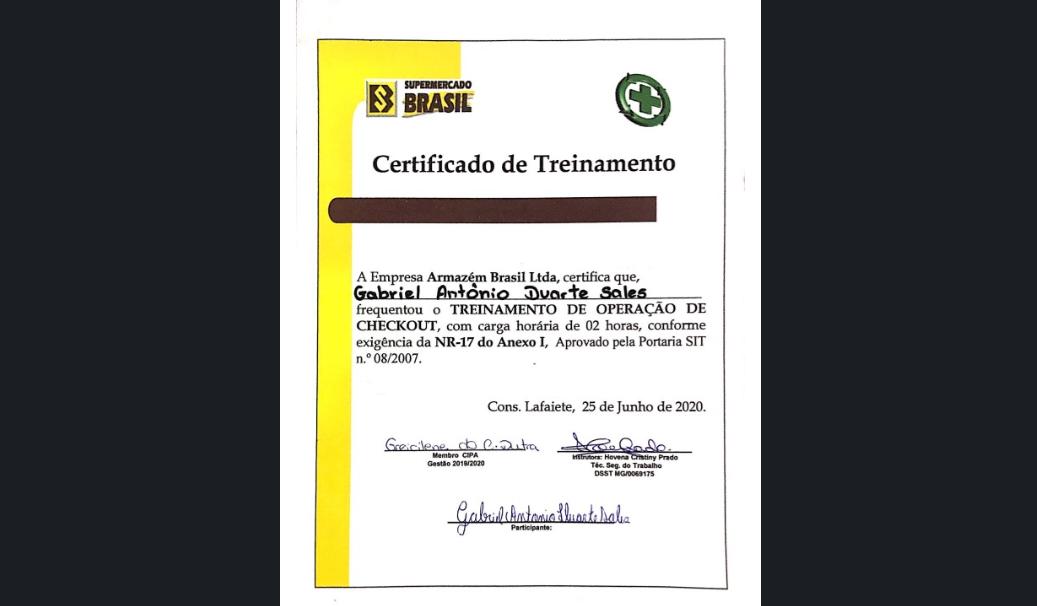 SUPERMERCADO
BRASIL
Certificado de Treinamento
A Empresa Armazém Brasil Ltda, certifica que,
Gabriel Antônio Duarte Sales
frequentou o TREINAMENTO DE OPERAÇÃO DE
CHECKOUT, com carga horária de 02 horas, conforme
exigência da NR-17 do Anexo I, Aprovado pela Portaria SIT
n.º 08/2007.
Cons. Lafaiete, 25 de Junho de 2020.
Greicilene da C. Dutra
Membro CIPA
Gestão 2019/2020
Instrutora: Hovena Cristiny Prado
Téc. Seg. do Trabalho
DSST MG/0069175
Gabriel Antonio Duarte Sales
Participante: